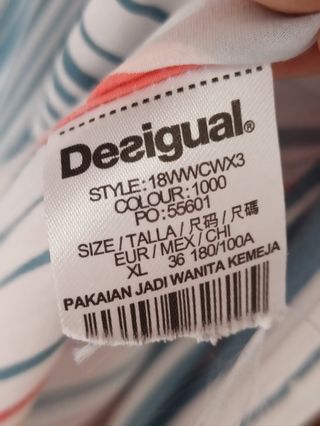 Desigual®
STYLE: 18WWCWX3
COLOUR: 1000
PO: 55601
SIZE / TALLA / 尺码 / 尺碼
EUR / MEX / CHI
XL 36 180/100A
PAKAIAN JADI WANITA KEMEJA